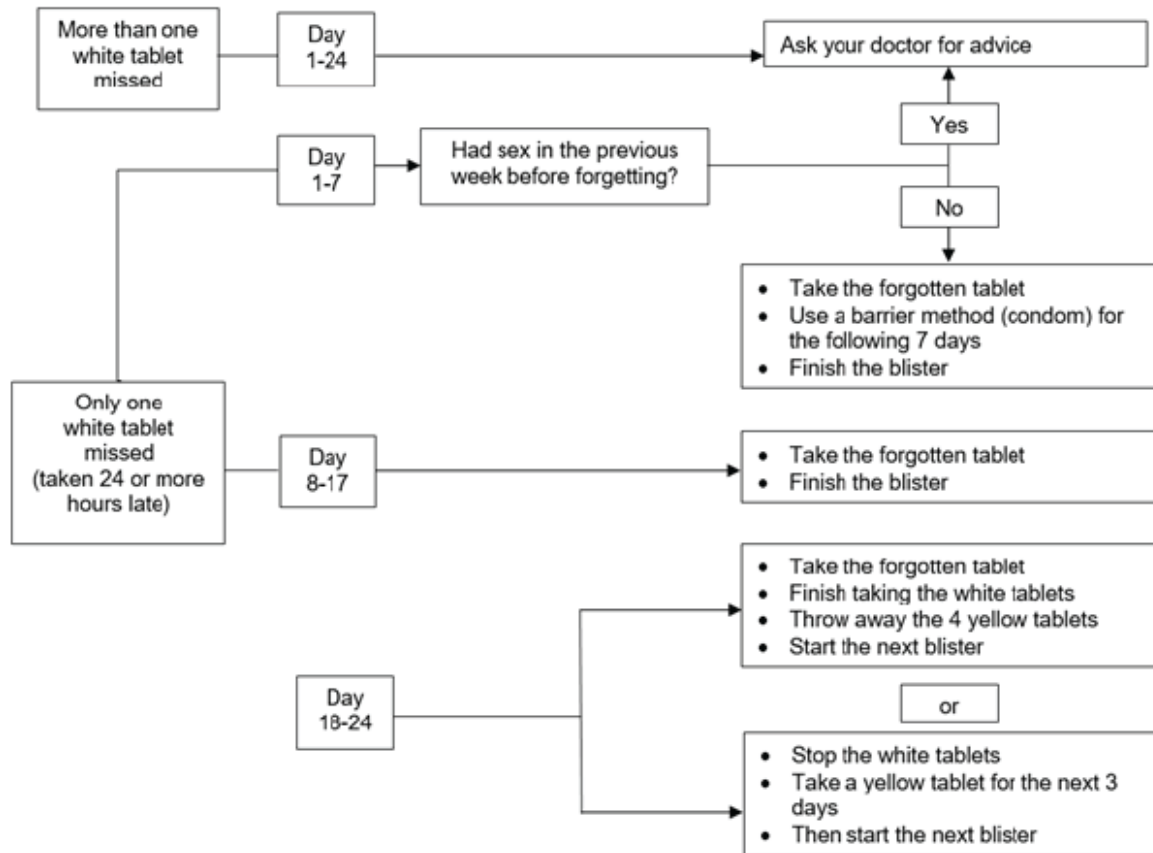 More than one
white tablet
missed
Day
1-24
Ask your doctor for advice
Yes
Day
1-7
Had sex in the previous
week before forgetting?
No
• Take the forgotten tablet
• Use a barrier method (condom) for
the following 7 days
• Finish the blister
Only one
white tablet
missed
(taken 24 or more
hours late)
Day
8-17
• Take the forgotten tablet
• Finish the blister
• Take the forgotten tablet
• Finish taking the white tablets
• Throw away the 4 yellow tablets
• Start the next blister
Day
18-24
or
• Stop the white tablets
• Take a yellow tablet for the next 3
days
• Then start the next blister